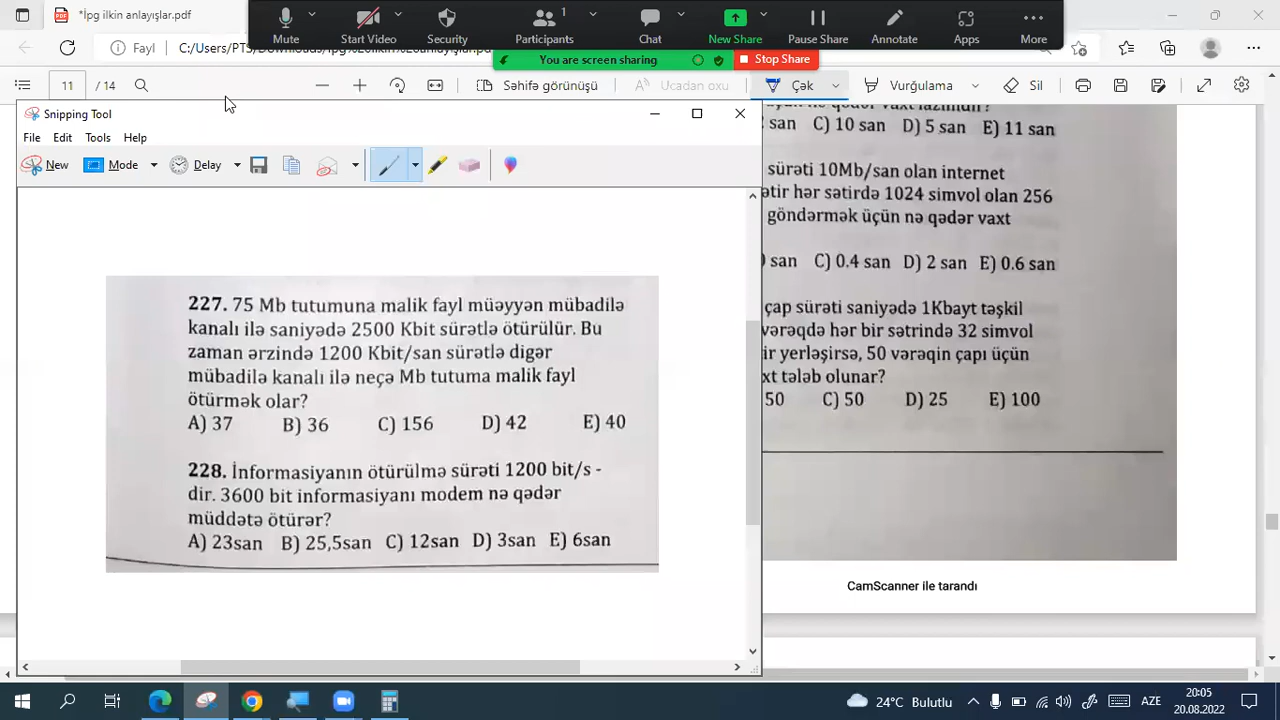 *İpg ilkin anlayışlar.pdf
Mute
Start Video
Security
1
Participants
Chat
New Share
Pause Share
Annotate
Apps
More
Fayl
C:/Users/PTS/Downloads/
You are screen sharing
Stop Share
11 / 14
Səhifə görünüşü
Ucadan oxu
Çək
Vurğulama
Sil
Snipping Tool
File Edit Tools Help
New Mode Delay
227. 75 Mb tutumuna malik fayl müəyyən mübadilə
kanalı ilə saniyədə 2500 Kbit sürətlə ötürülür. Bu
zaman ərzində 1200 Kbit/san sürətlə digər
mübadilə kanalı ilə neçə Mb tutuma malik fayl
ötürmək olar?
A) 37 B) 36 C) 156 D) 42 E) 40
228. İnformasiyanın ötürülmə sürəti 1200 bit/s -
dir. 3600 bit informasiyanı modem nə qədər
müddətə ötürər?
A) 23san B) 25,5san C) 12san D) 3san E) 6san
qədər vaxt lazımdır?
san C) 10 san D) 5 san E) 11 san
sürəti 10Mb/san olan internet
hər sətirdə 1024 simvol olan 256
göndərmək üçün nə qədər vaxt
san C) 0.4 san D) 2 san E) 0.6 san
çap sürəti saniyədə 1Kbayt təşkil
vərəqdə hər bir sətrində 32 simvol
yerləşirsə, 50 vərəqin çapı üçün
tələb olunar?
50 C) 50 D) 25 E) 100
CamScanner ile tarandı
24°C Bulutlu
AZE
20:05
20.08.2022